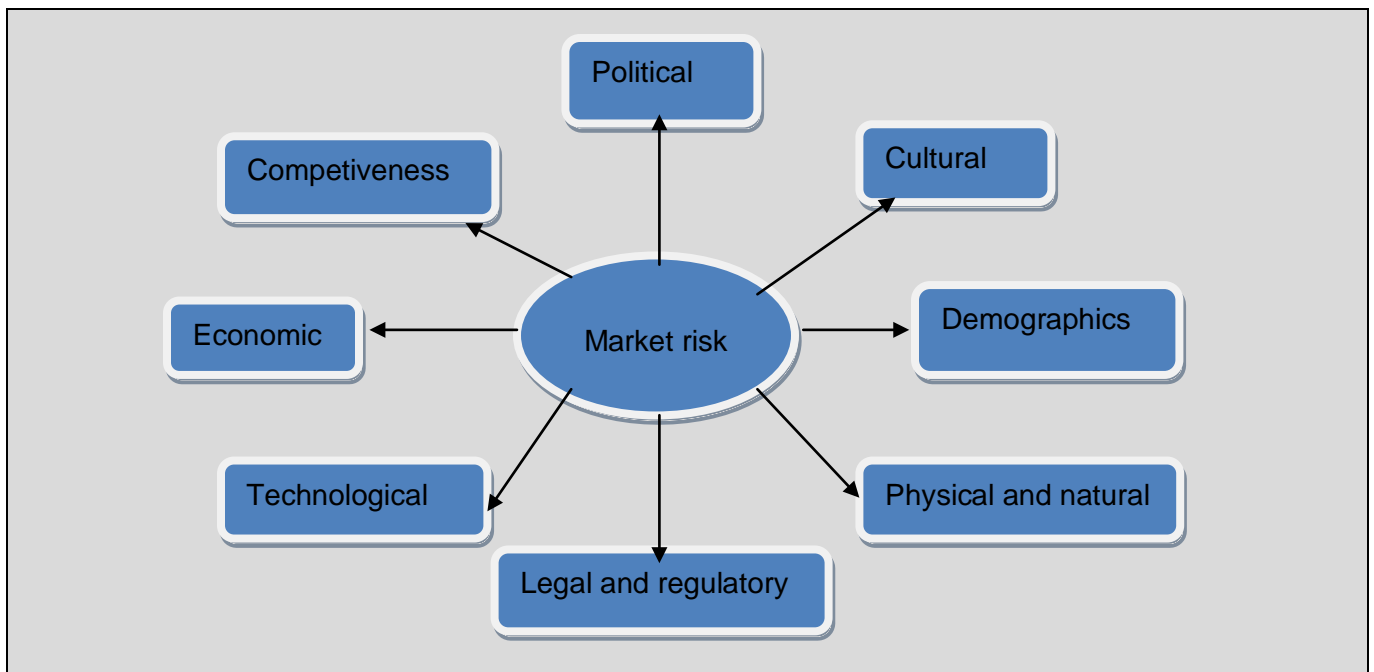 Political
Cultural
Competiveness
Demographics
Economic
Market risk
Technological
Physical and natural
Legal and regulatory